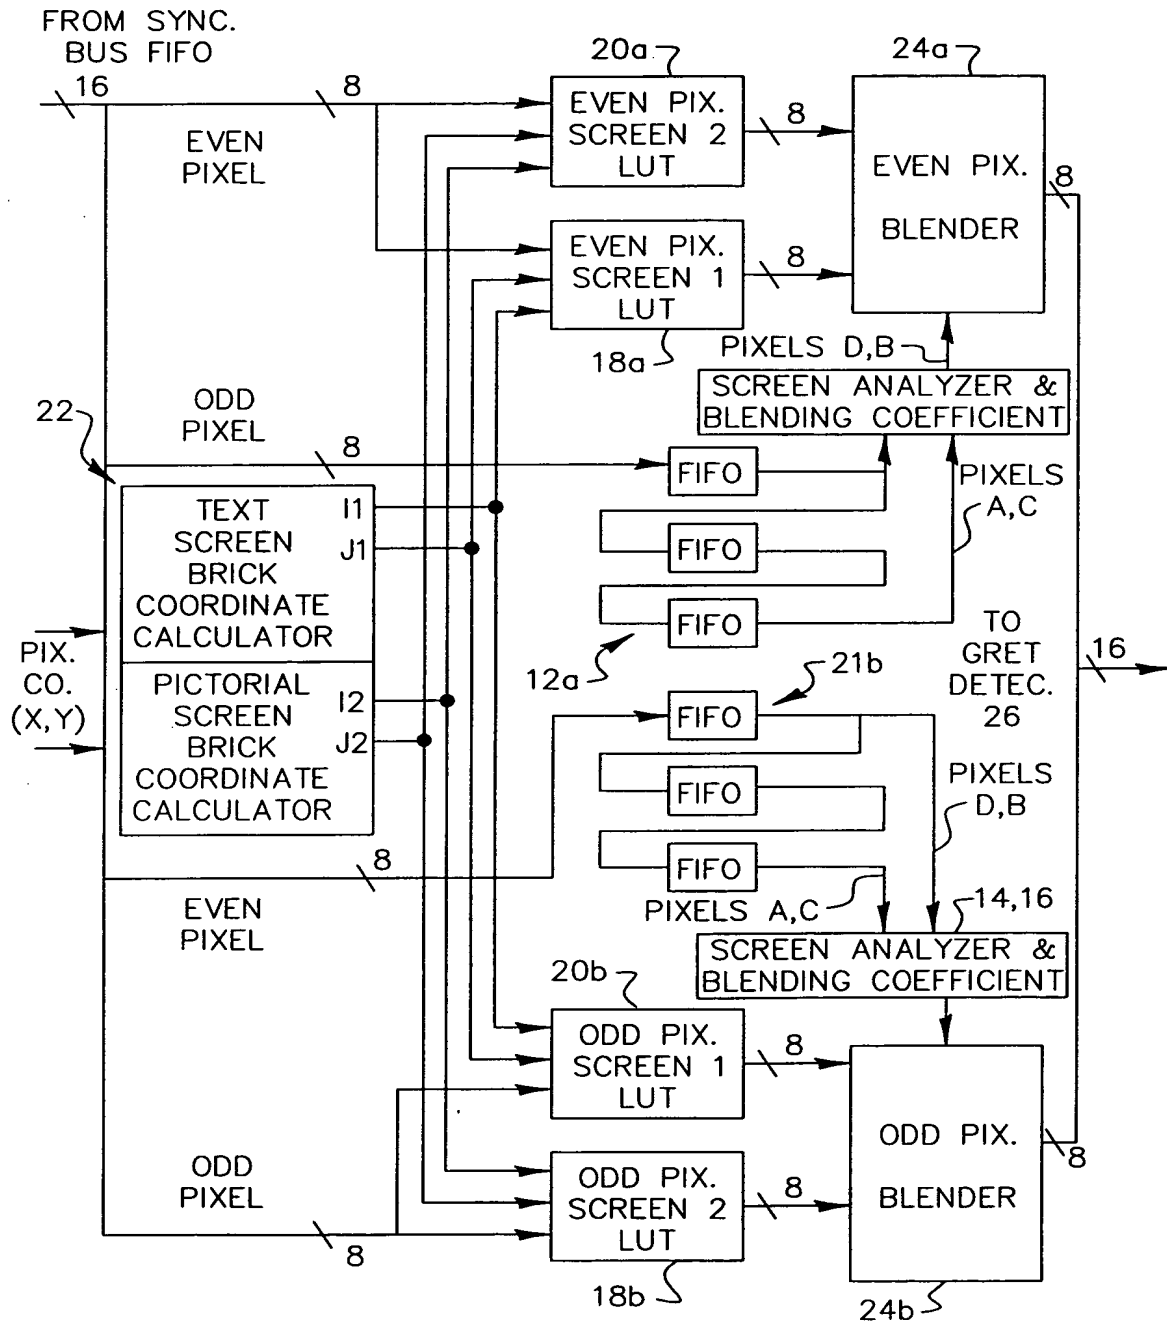 FROM SYNC.
BUS FIFO
16
8
EVEN
PIXEL
20a
EVEN PIX.
SCREEN 2
LUT
8
24a
EVEN PIX.
BLENDER
8
EVEN PIX.
SCREEN 1
LUT
8
18a
PIXELS D,B
SCREEN ANALYZER &
BLENDING COEFFICIENT
ODD
PIXEL
8
22
TEXT
SCREEN
BRICK
COORDINATE
CALCULATOR
I1
J1
PICTORIAL
SCREEN
BRICK
COORDINATE
CALCULATOR
I2
J2
PIX.
CO.
(X,Y)
FIFO
FIFO
FIFO
12a
PIXELS
A,C
TO
GRET
DETEC.
26
16
21b
FIFO
FIFO
FIFO
PIXELS
D,B
PIXELS A,C
14,16
SCREEN ANALYZER &
BLENDING COEFFICIENT
8
EVEN
PIXEL
20b
ODD PIX.
SCREEN 1
LUT
8
ODD PIX.
BLENDER
8
24b
ODD
PIXEL
8
ODD PIX.
SCREEN 2
LUT
8
18b